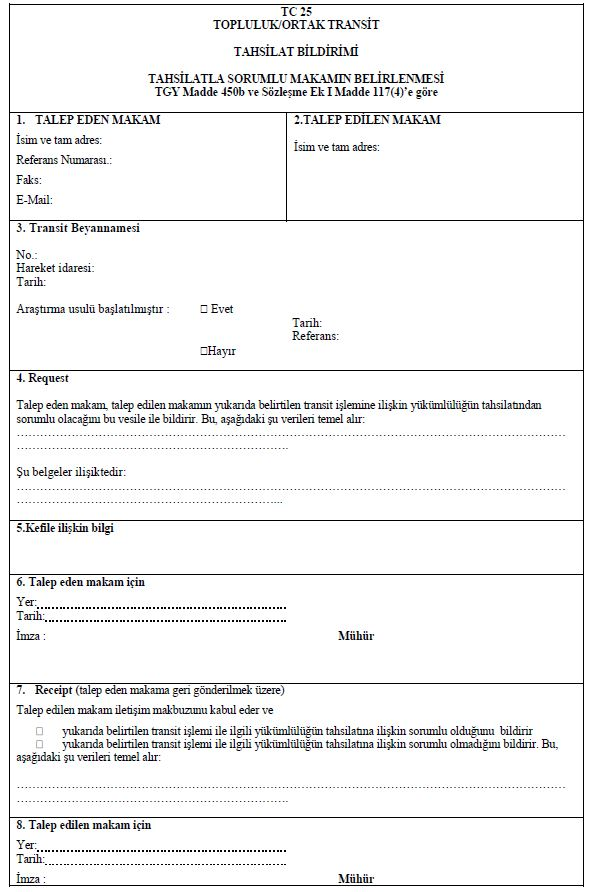 TC 25
TOPLULUK/ORTAK TRANSİT
TAHSİLAT BİLDİRİMİ
TAHSİLATLA SORUMLU MAKAMIN BELİRLENMESİ
TGY Madde 450b ve Sözleşme Ek I Madde 117(4)'e göre
1. TALEP EDEN MAKAM
İsim ve tam adres:
Referans Numarası.:
Faks:
E-Mail:
2.TALEP EDİLEN MAKAM
İsim ve tam adres:
3. Transit Beyannamesi
No.:
Hareket idaresi:
Tarih:
Araştırma usulü başlatılmıştır : □ Evet
Tarih:
Referans:
□Hayır
4. Request
Talep eden makam, talep edilen makamın yukarıda belirtilen transit işlemine ilişkin yükümlülüğün tahsilatından
sorumlu olacağını bu vesile ile bildirir. Bu, aşağıdaki şu verileri temel alır:
……………………………………………………………………………………………………
………………………………………………….
Şu belgeler ilişiktedir:
……………………………………………………………………………………………………
…………………………………………………...
5.Kefile ilişkin bilgi
6. Talep eden makam için
Yer:..........................................................
Tarih:........................................................
İmza : Mühür
7. Receipt (talep eden makama geri gönderilmek üzere)
Talep edilen makam iletişim makbuzunu kabul eder ve
□ yukarıda belirtilen transit işlemi ile ilgili yükümlülüğün tahsilatına ilişkin sorumlu olduğunu bildirir
□ yukarıda belirtilen transit işlemi ile ilgili yükümlülüğün tahsilatına ilişkin sorumlu olmadığını bildirir. Bu,
aşağıdaki şu verileri temel alır:
……………………………………………………………………………………………………
………………………………………………….
8. Talep edilen makam için
Yer:..........................................................
Tarih:........................................................
İmza : Mühür